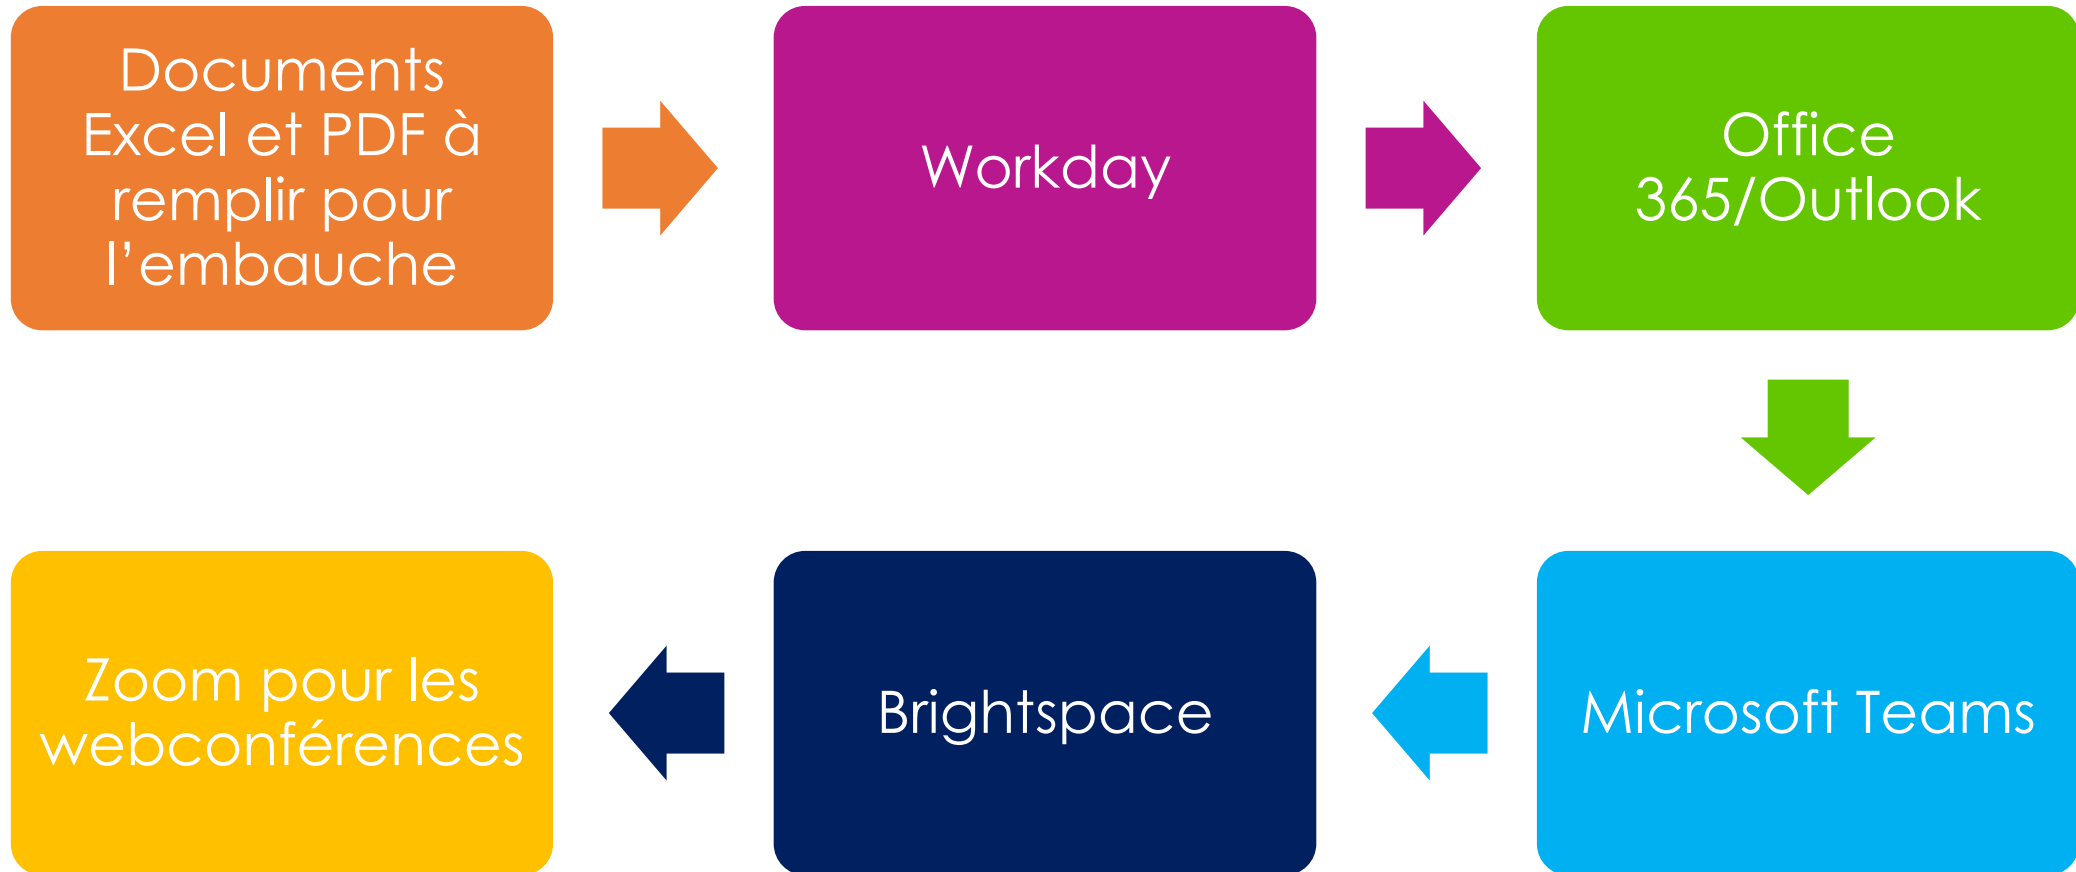 Documents
Excel et PDF à
remplir pour
l’embauche
Workday
Office
365/Outlook
Microsoft Teams
Brightspace
Zoom pour les
webconférences